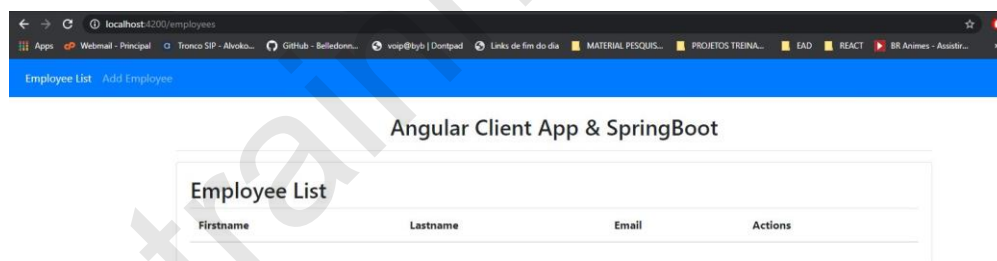 localhost:4200/employees
Apps Webmail - Principal Tronco SIP - Alvoko... GitHub - Belledonn... voip@byb | Dontpad Links de fim do dia MATERIAL PESQUIS... PROJETOS TREINA... EAD REACT BR Animes - Assistir...
Employee List Add Employee
Angular Client App & SpringBoot
Employee List
Firstname Lastname Email Actions